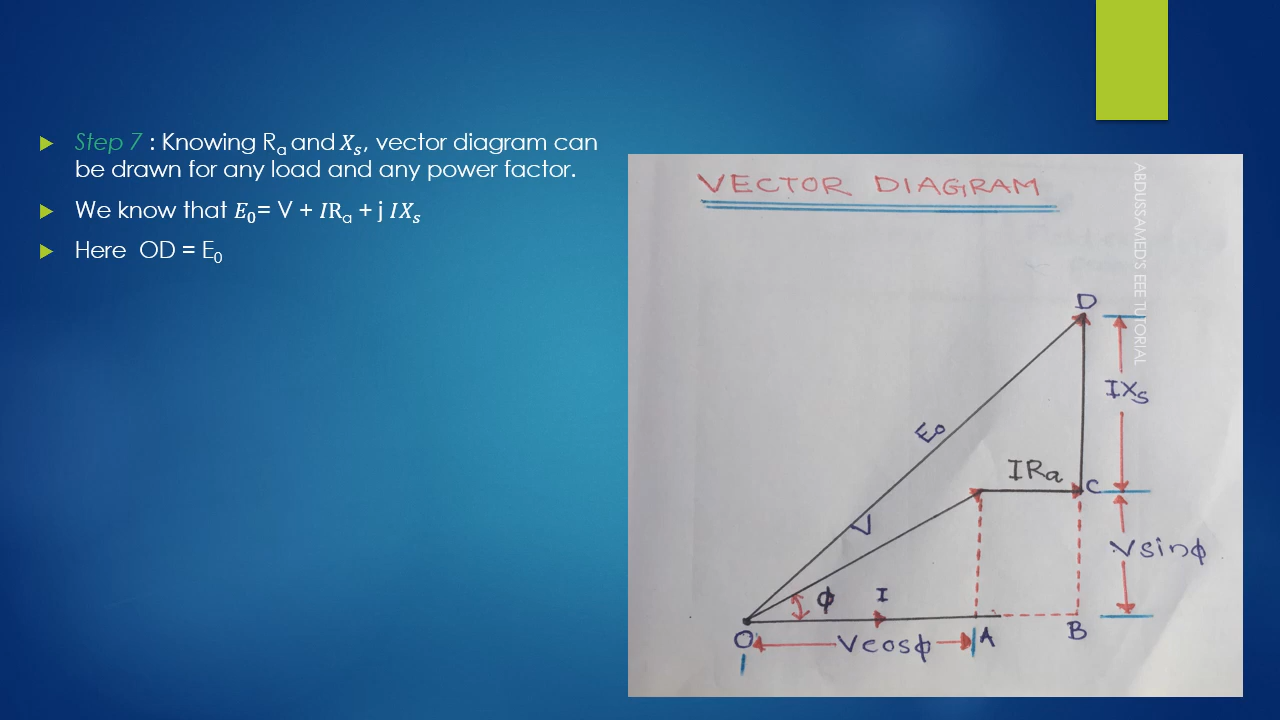 Step 7 : Knowing Rₐ and Xₛ, vector diagram can
be drawn for any load and any power factor.
We know that E₀= V + IRₐ + j IXₛ
Here OD = E₀
VECTOR DIAGRAM
ABDUSSAMED'S EEE TUTORIAL
D
IXₛ
E₀
IRₐ
C
V
Vsinϕ
ϕ
I
O
Vcosϕ
A
B